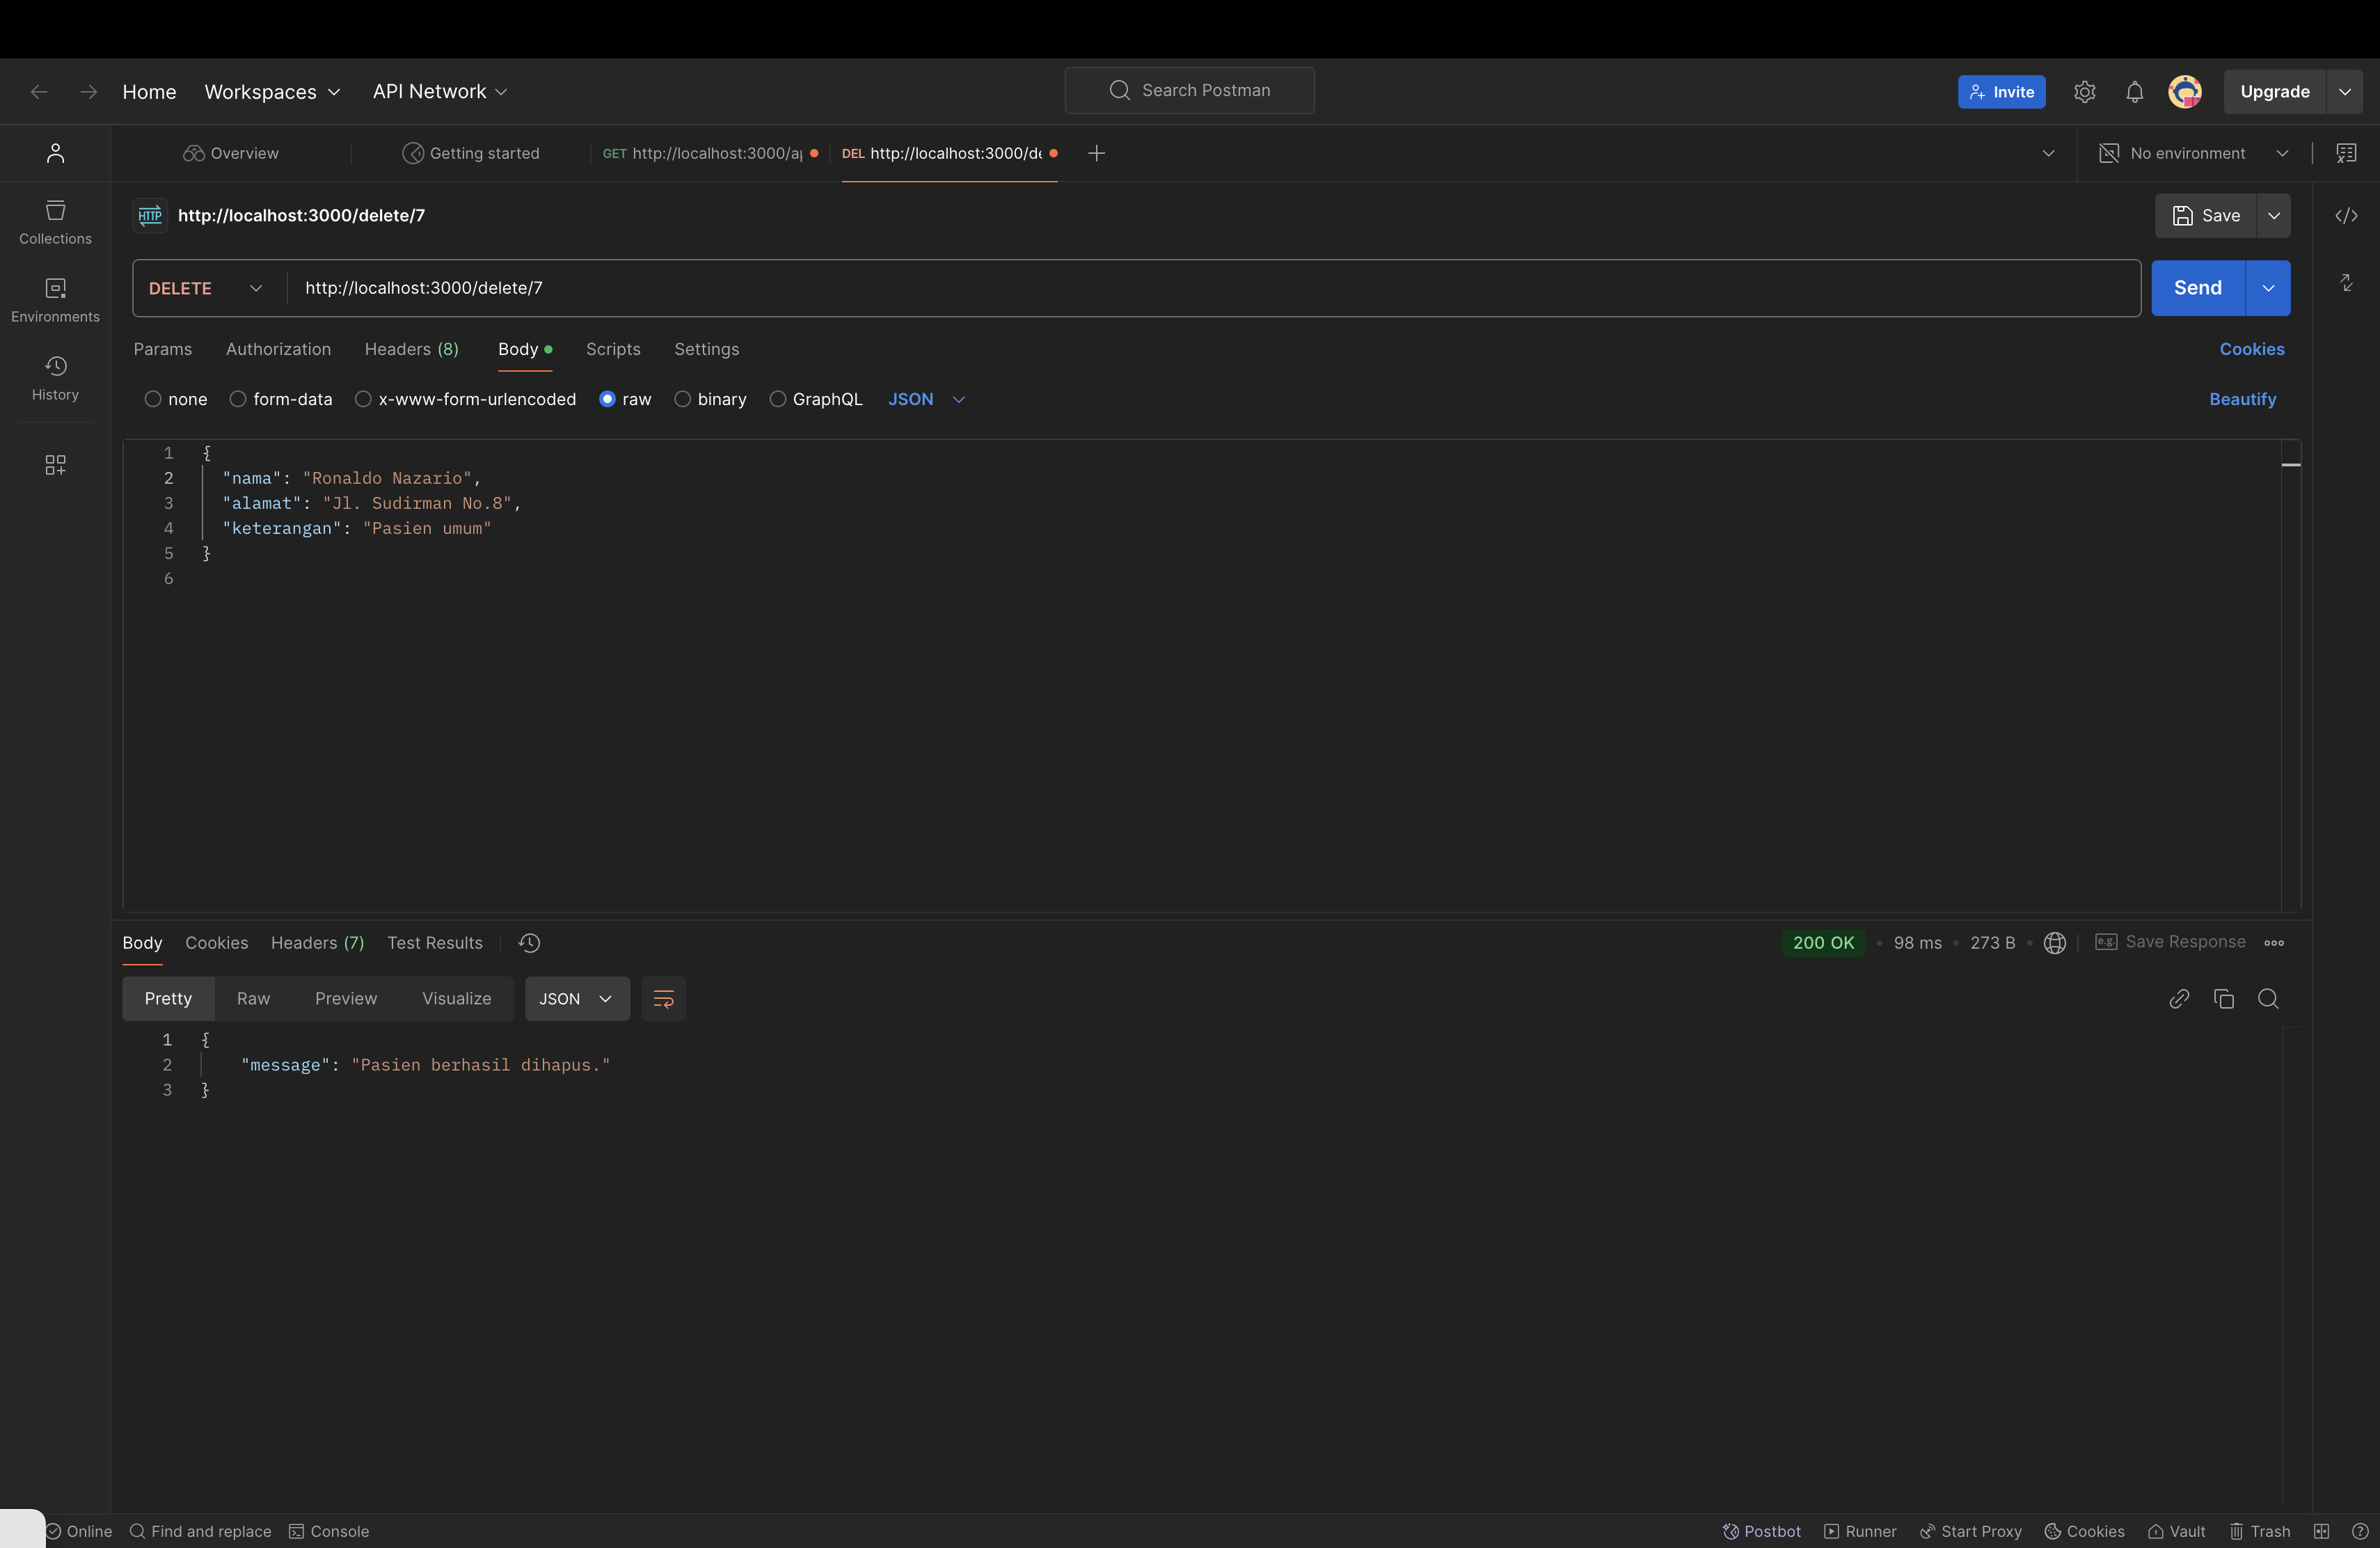 Home Workspaces API Network Search Postman Invite Upgrade
Overview Getting started GET http://localhost:3000/a DEL http://localhost:3000/de No environment
HTTP http://localhost:3000/delete/7 Save
Collections
DELETE http://localhost:3000/delete/7 Send
Environments
Params Authorization Headers (8) Body Scripts Settings Cookies
History
none form-data x-www-form-urlencoded raw binary GraphQL JSON Beautify
1 {
2 "nama": "Ronaldo Nazario",
3 "alamat": "Jl. Sudirman No.8",
4 "keterangan": "Pasien umum"
5 }
6
Body Cookies Headers (7) Test Results 200 OK 98 ms 273 B e.g. Save Response
Pretty Raw Preview Visualize JSON
1 {
2 "message": "Pasien berhasil dihapus."
3 }
Online Find and replace Console Postbot Runner Start Proxy Cookies Vault Trash